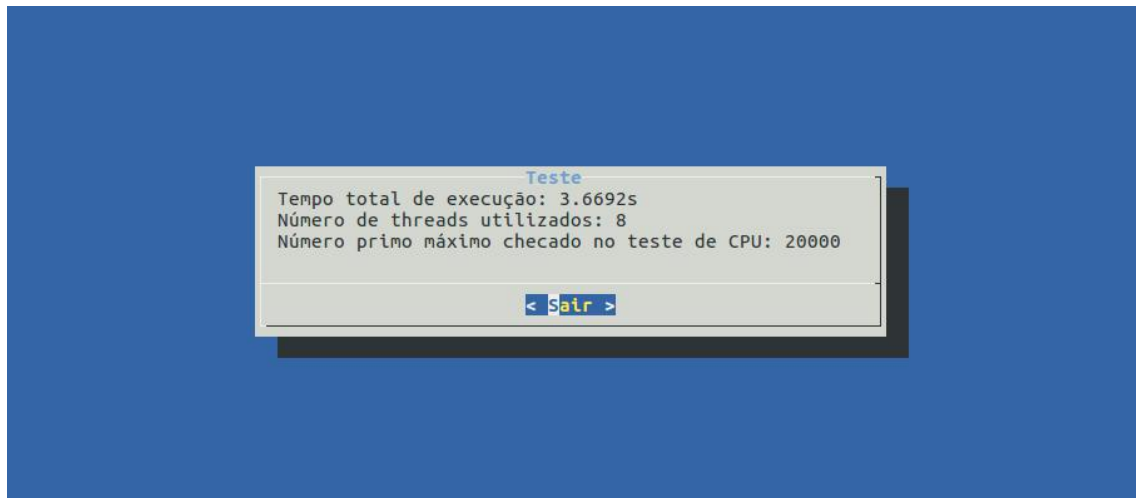 Teste
Tempo total de execução: 3.6692s
Número de threads utilizados: 8
Número primo máximo checado no teste de CPU: 20000
< Sair >